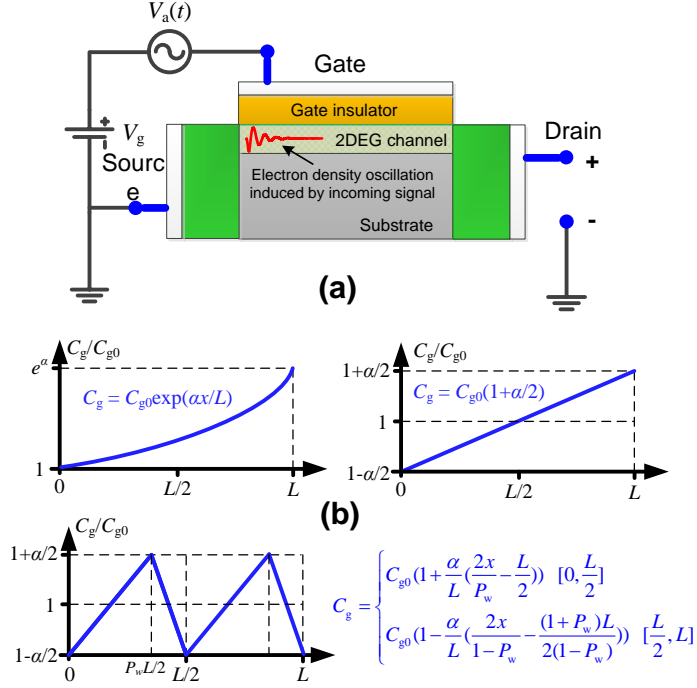 Va(t)
Gate
Gate insulator
2DEG channel
Electron density oscillation
induced by incoming signal
Substrate
+
Vg
Sourc
e
Drain
+
-
(a)
Cg/Cg0
e^α
Cg = Cg0exp(αx/L)
1
0 L/2 L
Cg/Cg0
1+α/2
Cg = Cg0(1+α/2)
1
1-α/2
0 L/2 L
(b)
Cg/Cg0
1+α/2
1
1-α/2
0 PwL/2 L/2 L
Cg = { Cg0(1+α/L(2x/Pw-L/2)) [0,L/2]
Cg0(1-α/L(2x/(1-Pw)-(1+Pw)L/2(1-Pw))) [L/2,L]